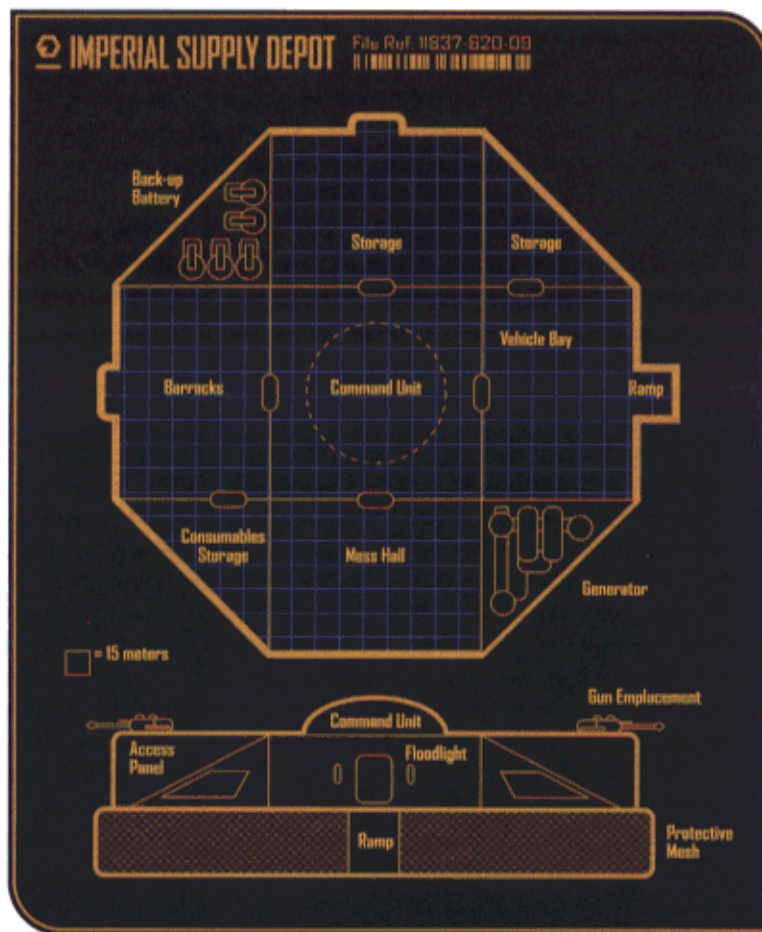 IMPERIAL SUPPLY DEPOT File Ref: 11837-620-09
Back-up
Battery
Storage Storage
Vehicle Bay
Barracks Command Unit Ramp
Consumables
Storage
Mess Hall
Generator
= 15 meters
Gun Emplacement
Command Unit
Access
Panel
Floodlight
Ramp
Protective
Mesh